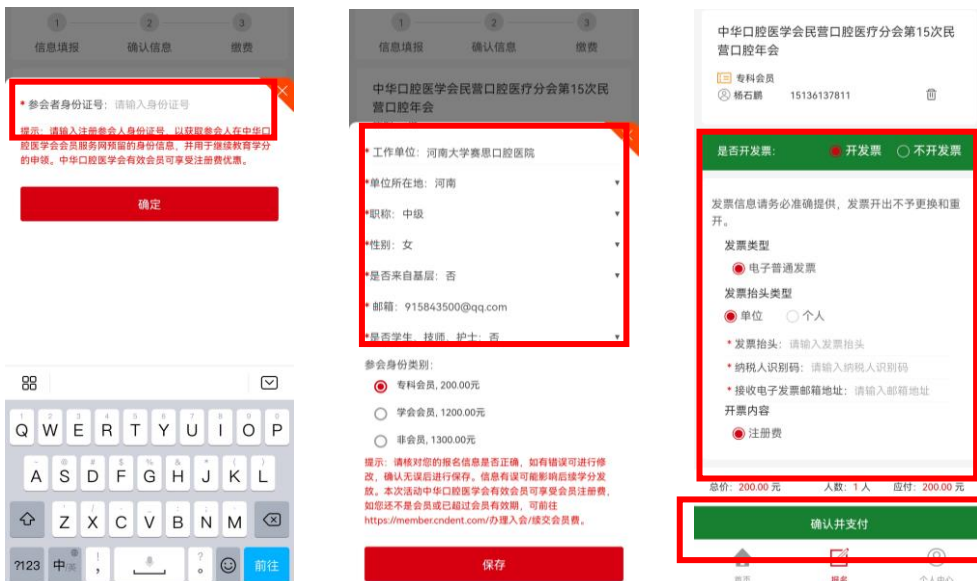 1 2 3
信息填报 确认信息 缴费
* 参会者身份证号: 请输入身份证号
提示: 请输入注册参会人身份证号, 以获取参会人在中华口
腔医学会会员服务网预留的身份信息, 并用于继续教育学分
的申领。中华口腔医学会有效会员可享受注册费优惠。
确定
Q W E R T Y U I O P
A S D F G H J K L
Z X C V B N M
?123 中 ， 。 前往
1 2 3
信息填报 确认信息 缴费
中华口腔医学会民营口腔医疗分会第15次民
营口腔年会
* 工作单位: 河南大学赛思口腔医院
*单位所在地: 河南
*职称: 中级
*性别: 女
*是否来自基层: 否
* 邮箱: 915843500@qq.com
*是否学生、技师、护士: 否
参会身份类别:
专科会员, 200.00元
学会会员, 1200.00元
非会员, 1300.00元
提示: 请核对您的报名信息是否正确, 如有错误可进行修
改, 确认无误后进行保存。信息有误可能影响后续学分发
放。本次活动中华口腔医学会有效会员可享受会员注册费,
如您还不是会员或已超过会员有效期, 可前往
https://member.cndent.com/办理入会/续交会员费。
保存
中华口腔医学会民营口腔医疗分会第15次民
营口腔年会
专科会员
杨石鹏 15136137811
是否开发票: 开发票 不开发票
发票信息请务必准确提供, 发票开出不予更换和重
开。
发票类型
电子普通发票
发票抬头类型
单位 个人
* 发票抬头: 请输入发票抬头
* 纳税人识别码: 请输入纳税人识别码
* 接收电子发票邮箱地址: 请输入邮箱地址
开票内容
注册费
总价: 200.00 元 人数: 1 人 应付: 200.00 元
确认并支付
首页 报名 个人中心